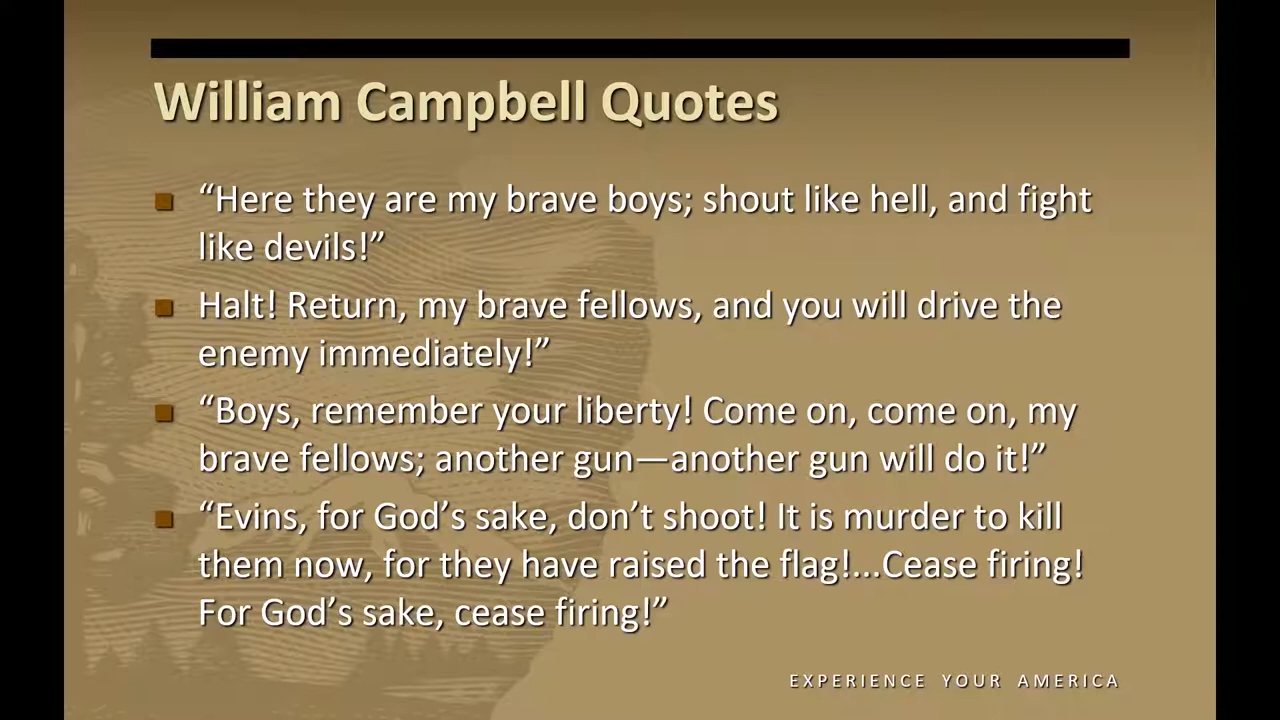 William Campbell Quotes
“Here they are my brave boys; shout like hell, and fight
like devils!”
Halt! Return, my brave fellows, and you will drive the
enemy immediately!”
“Boys, remember your liberty! Come on, come on, my
brave fellows; another gun—another gun will do it!”
“Evins, for God’s sake, don’t shoot! It is murder to kill
them now, for they have raised the flag!...Cease firing!
For God’s sake, cease firing!”
EXPERIENCE YOUR AMERICA